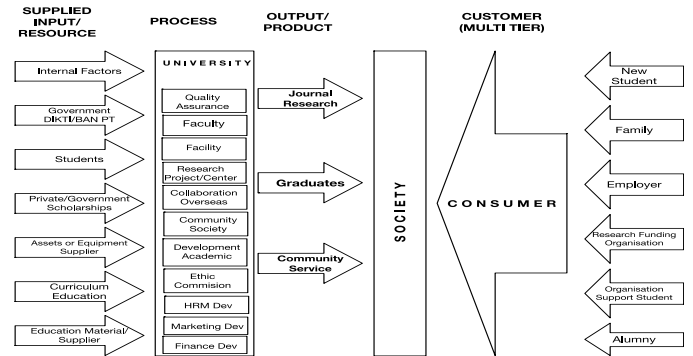 SUPPLIED
INPUT/
RESOURCE
PROCESS
OUTPUT/
PRODUCT
CUSTOMER
(MULTI TIER)
Internal Factors
Government
DIKTI/BAN PT
Students
Private/Government
Scholarships
Assets or Equipment
Supplier
Curriculum
Education
Education Material/
Supplier
UNIVERSITY
Quality
Assurance
Faculty
Facility
Research
Project/Center
Collaboration
Overseas
Community
Society
Development
Academic
Ethic
Commision
HRM Dev
Marketing Dev
Finance Dev
Journal
Research
Graduates
Community
Service
SOCIETY
CONSUMER
New
Student
Family
Employer
Research Funding
Organisation
Organisation
Support Student
Alumny